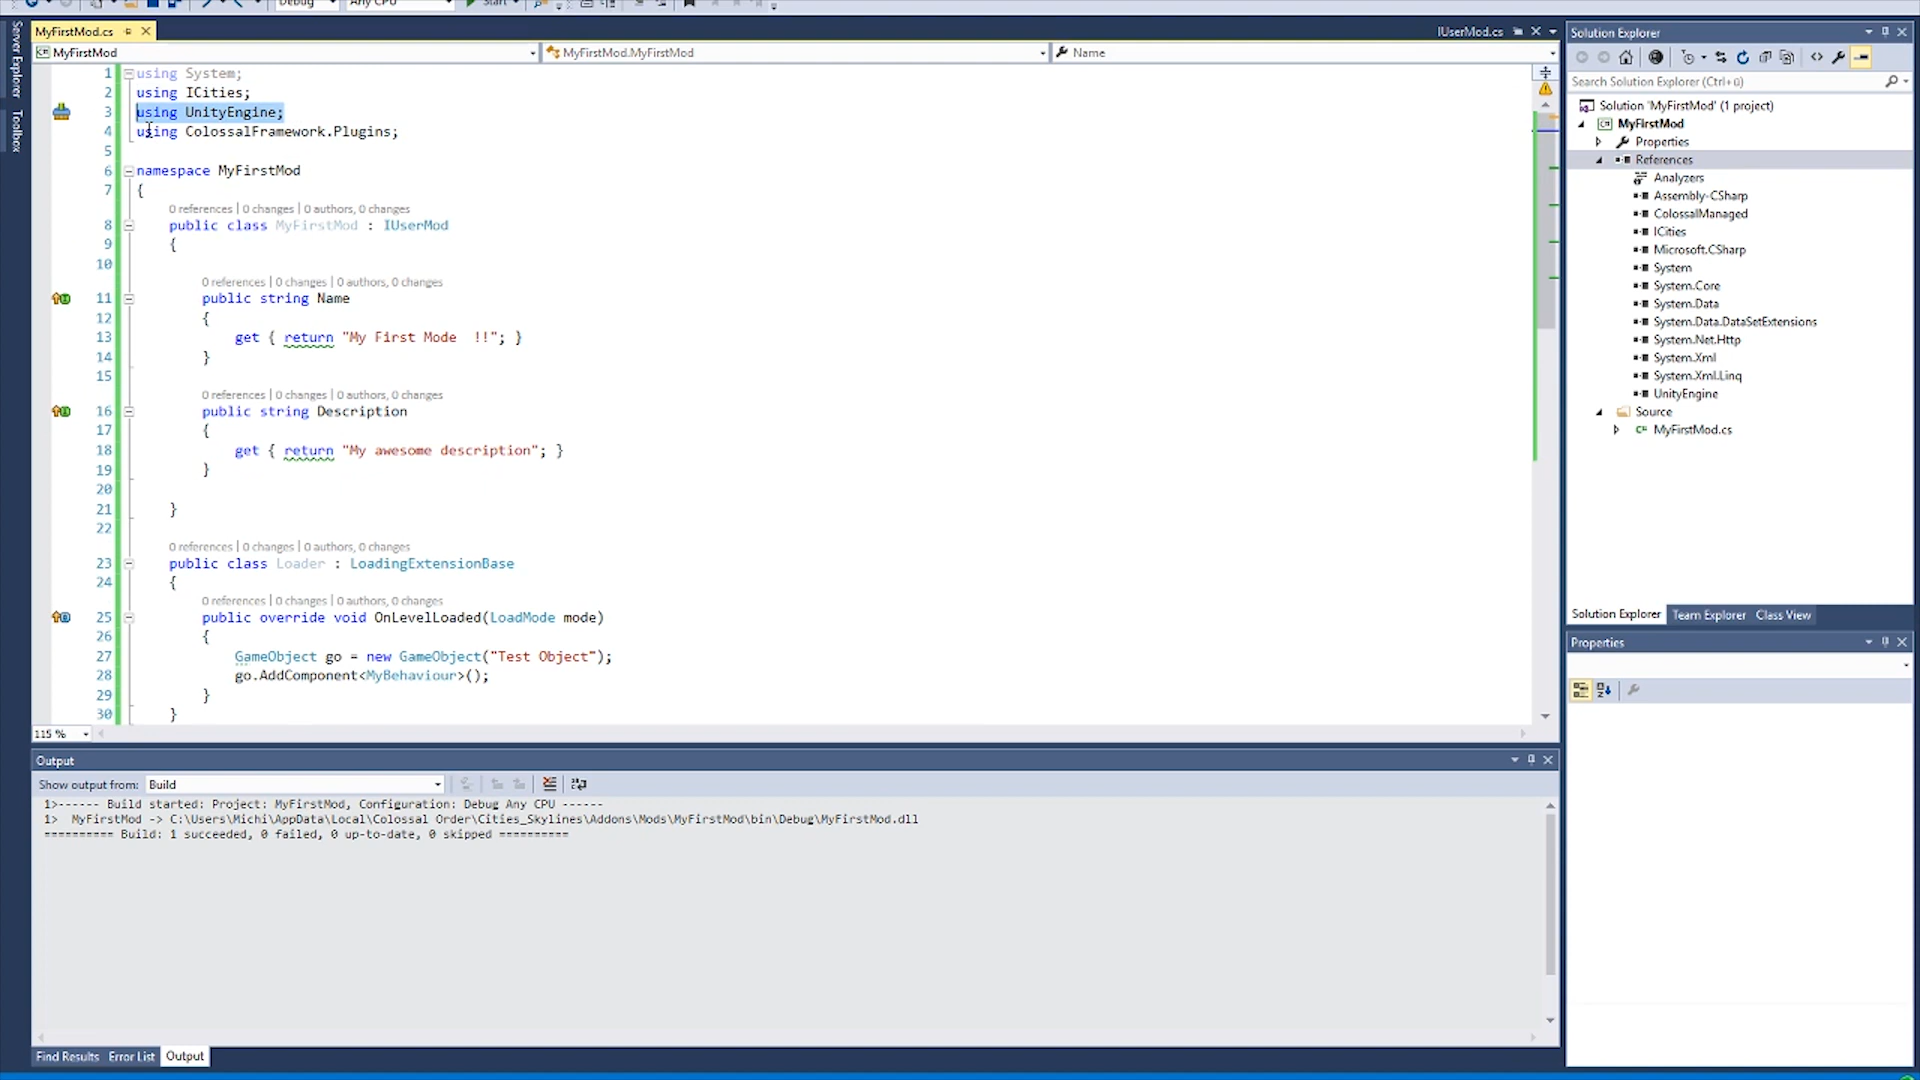 Debug Any CPU Start
Server Explorer
Toolbox
MyFirstMod.cs
IUserMod.cs
MyFirstMod
MyFirstMod.MyFirstMod
Name
1 using System;
2 using ICities;
3 using UnityEngine;
4 using ColossalFramework.Plugins;
5
6 namespace MyFirstMod
7 {
0 references | 0 changes | 0 authors, 0 changes
8 public class MyFirstMod : IUserMod
9 {
10
0 references | 0 changes | 0 authors, 0 changes
11 public string Name
12 {
13 get { return "My First Mode  !!"; }
14 }
15
0 references | 0 changes | 0 authors, 0 changes
16 public string Description
17 {
18 get { return "My awesome description"; }
19 }
20
21 }
22
0 references | 0 changes | 0 authors, 0 changes
23 public class Loader : LoadingExtensionBase
24 {
0 references | 0 changes | 0 authors, 0 changes
25 public override void OnLevelLoaded(LoadMode mode)
26 {
27 GameObject go = new GameObject("Test Object");
28 go.AddComponent<MyBehaviour>();
29 }
30 }
115 %
Output
Show output from: Build
1>------ Build started: Project: MyFirstMod, Configuration: Debug Any CPU ------
1>  MyFirstMod -> C:\Users\Michi\AppData\Local\Colossal Order\Cities_Skylines\Addons\Mods\MyFirstMod\bin\Debug\MyFirstMod.dll
========== Build: 1 succeeded, 0 failed, 0 up-to-date, 0 skipped ==========
Find Results Error List Output
Solution Explorer
Search Solution Explorer (Ctrl+ü)
Solution 'MyFirstMod' (1 project)
MyFirstMod
Properties
References
Analyzers
Assembly-CSharp
ColossalManaged
ICities
Microsoft.CSharp
System
System.Core
System.Data
System.Data.DataSetExtensions
System.Net.Http
System.Xml
System.Xml.Linq
UnityEngine
Source
MyFirstMod.cs
Solution Explorer Team Explorer Class View
Properties